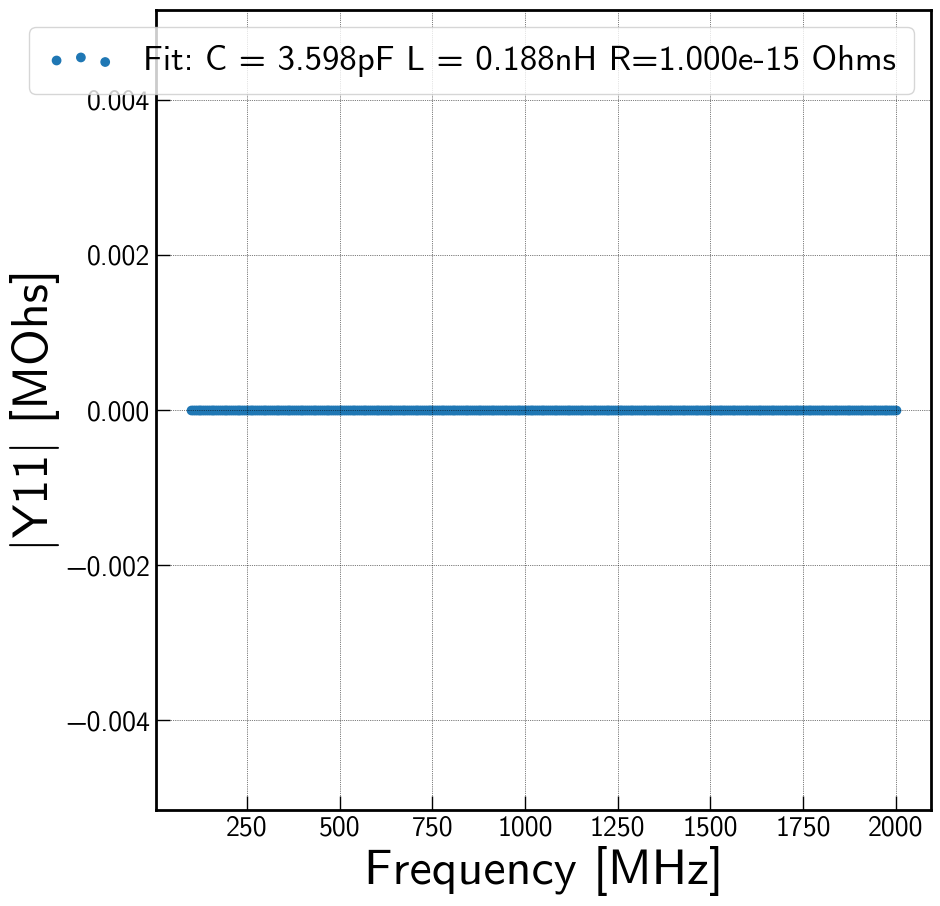 Fit: C = 3.598pF L = 0.188nH R=1.000e-15 Ohms
0.004
0.002
0.000
−0.002
−0.004
|Y11| [MOhs]
250 500 750 1000 1250 1500 1750 2000
Frequency [MHz]